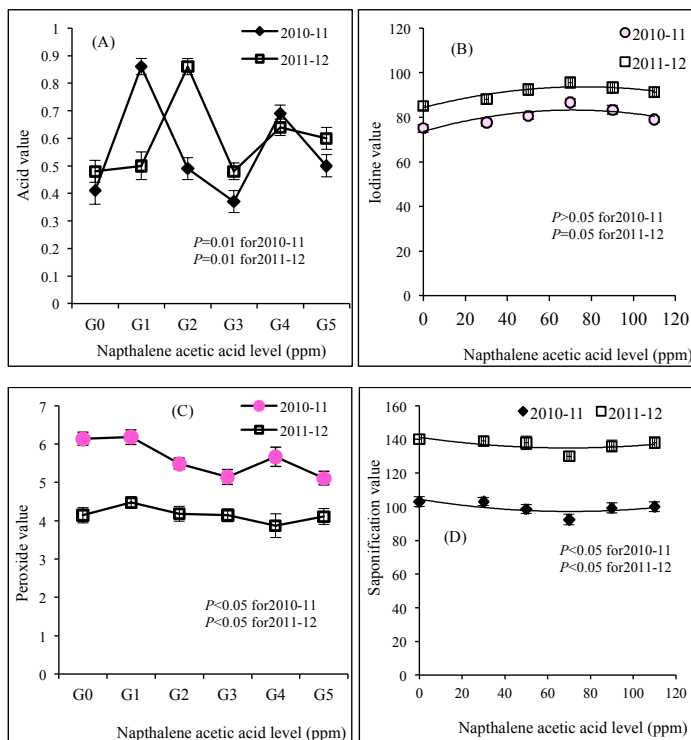 (A)
2010-11
2011-12
Acid value
1
0.9
0.8
0.7
0.6
0.5
0.4
0.3
0.2
0.1
0
P=0.01 for2010-11
P=0.01 for2011-12
G0 G1 G2 G3 G4 G5
Napthalene acetic acid level (ppm)
(B)
2010-11
2011-12
Iodine value
120
100
80
60
40
20
0
P>0.05 for2010-11
P=0.05 for2011-12
0 20 40 60 80 100 120
Napthalene acetic acid level (ppm)
(C)
2010-11
2011-12
Peroxide value
7
6
5
4
3
2
1
0
P<0.05 for2010-11
P<0.05 for2011-12
G0 G1 G2 G3 G4 G5
Napthalene acetic acid level (ppm)
2010-11 2011-12
Saponification value
160
140
120
100
80
60
40
20
0
(D)
P<0.05 for2010-11
P<0.05 for2011-12
0 20 40 60 80 100 120
Napthalene acetic acid level (ppm)